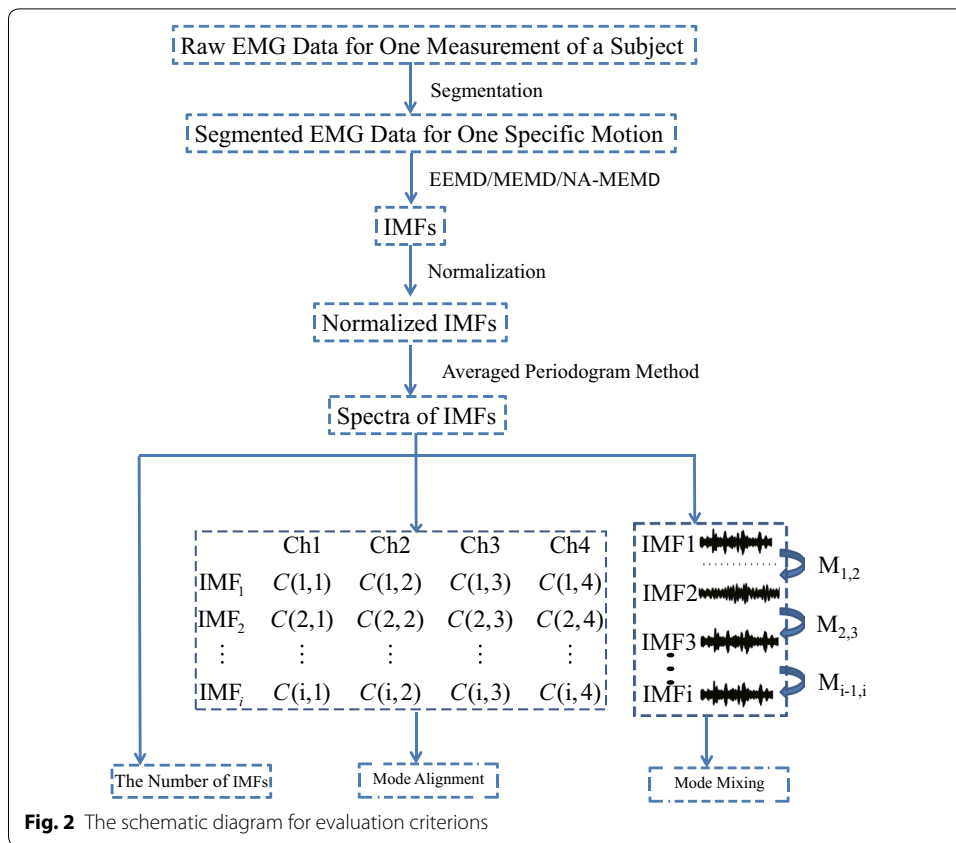 Raw EMG Data for One Measurement of a Subject
Segmentation
Segmented EMG Data for One Specific Motion
EEMD/MEMD/NA-MEMD
IMFs
Normalization
Normalized IMFs
Averaged Periodogram Method
Spectra of IMFs
Ch1 Ch2 Ch3 Ch4
IMF₁ C(1,1) C(1,2) C(1,3) C(1,4)
IMF₂ C(2,1) C(2,2) C(2,3) C(2,4)
⋮ ⋮ ⋮ ⋮ ⋮
IMFᵢ C(i,1) C(i,2) C(i,3) C(i,4)
IMF1
M₁,₂
IMF2
M₂,₃
IMF3
IMFi
Mᵢ₋₁,ᵢ
The Number of IMFs
Mode Alignment
Mode Mixing
Fig. 2 The schematic diagram for evaluation criterions